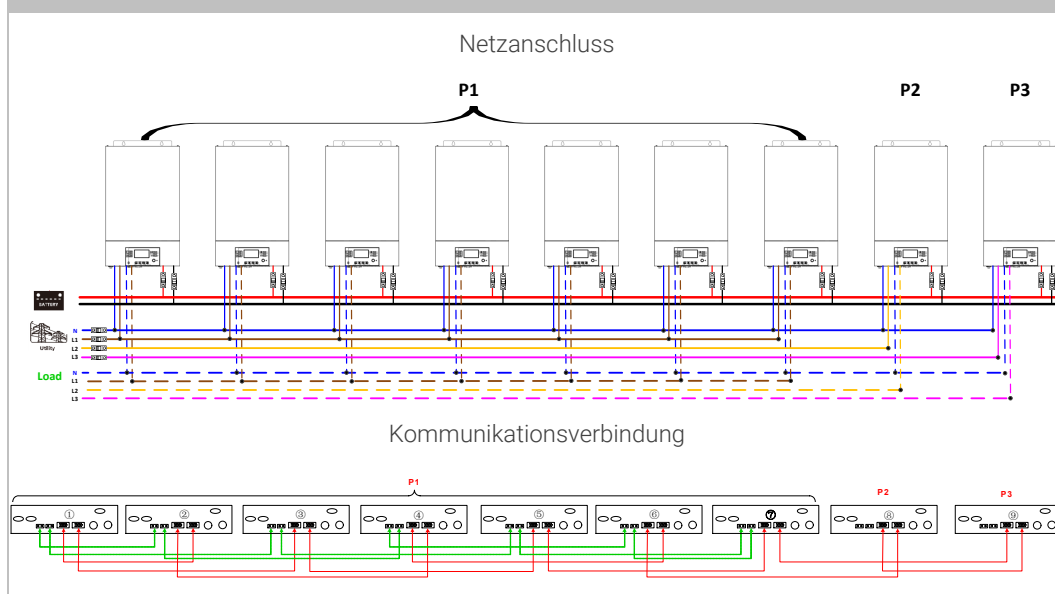 Netzanschluss
P1 P2 P3
BATTERY
Utility
N
L1
L2
L3
Load
N
L1
L2
L3
Kommunikationsverbindung
P1 P2 P3
① ② ③ ④ ⑤ ⑥ ⑦ ⑧ ⑨